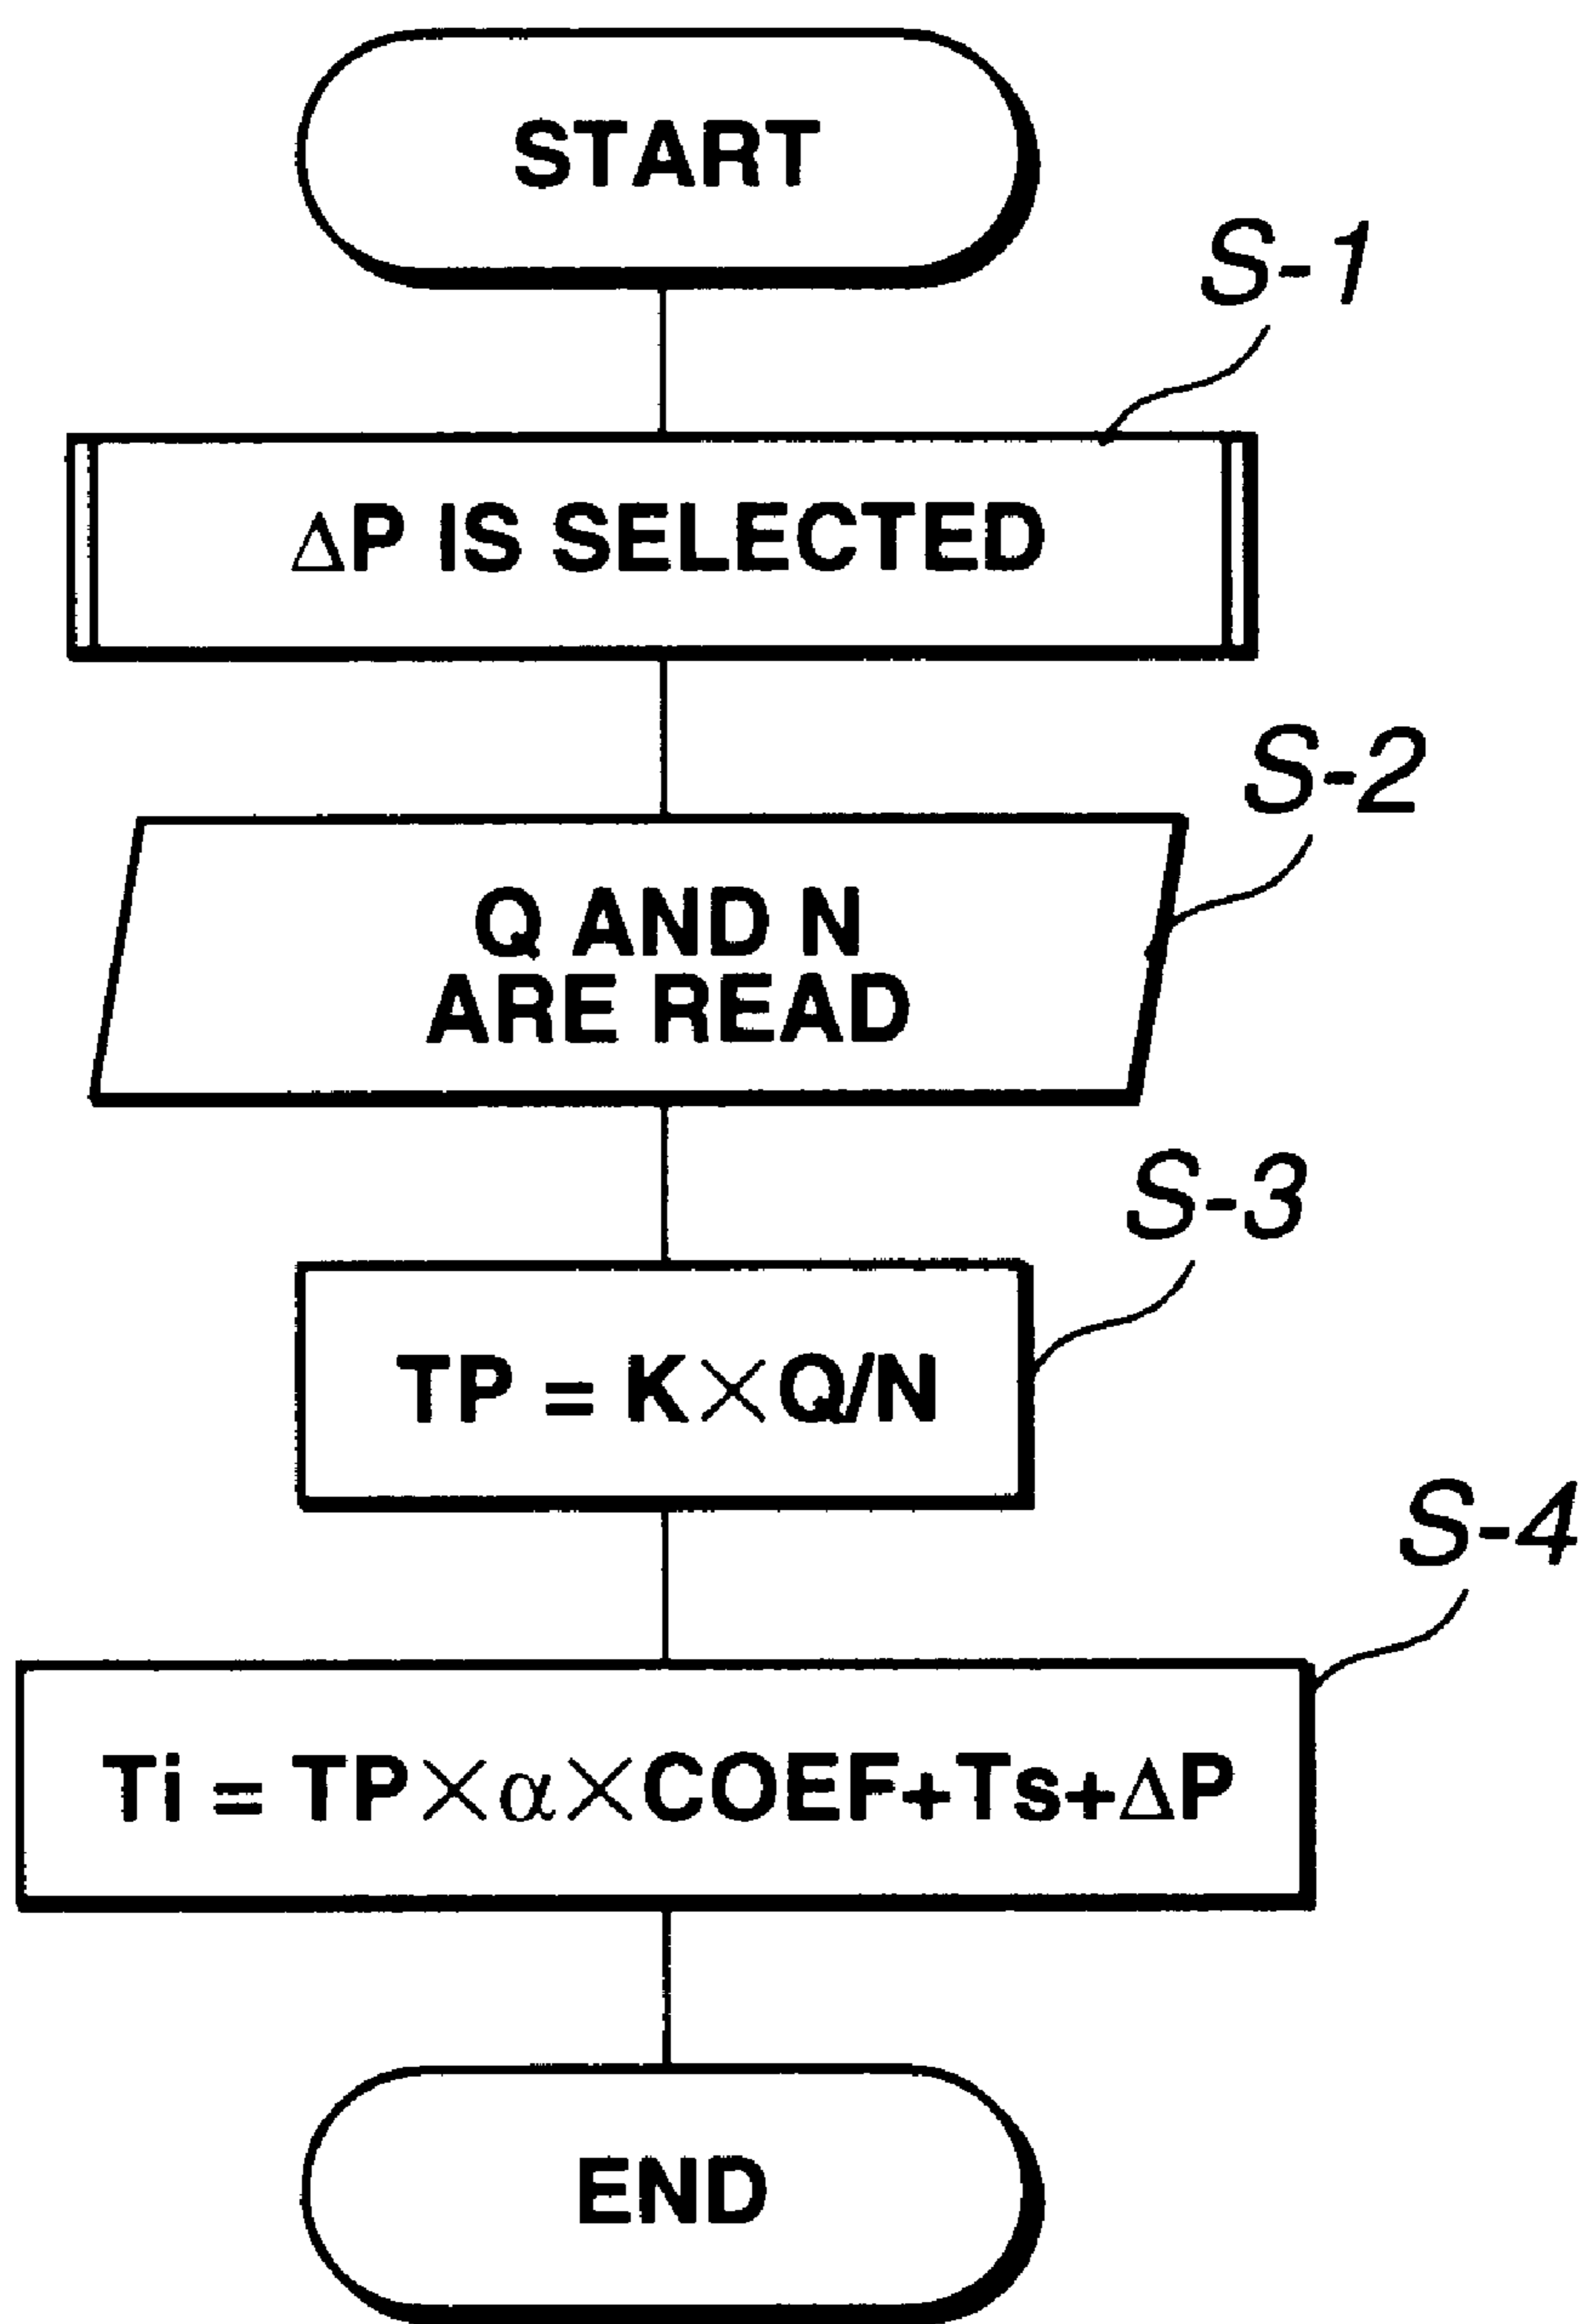 START
S-1
ΔP IS SELECTED
S-2
Q AND N
ARE READ
S-3
TP = K×Q/N
S-4
Ti = TP×α×COEF+Ts+ΔP
END